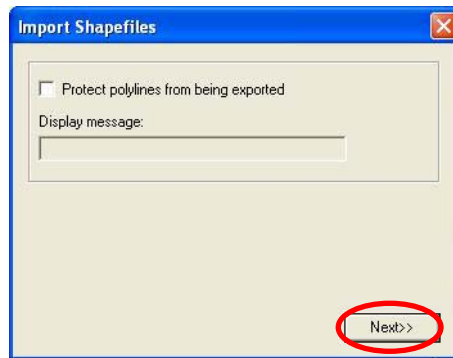 Import Shapefiles
Protect polylines from being exported
Display message:
Next>>